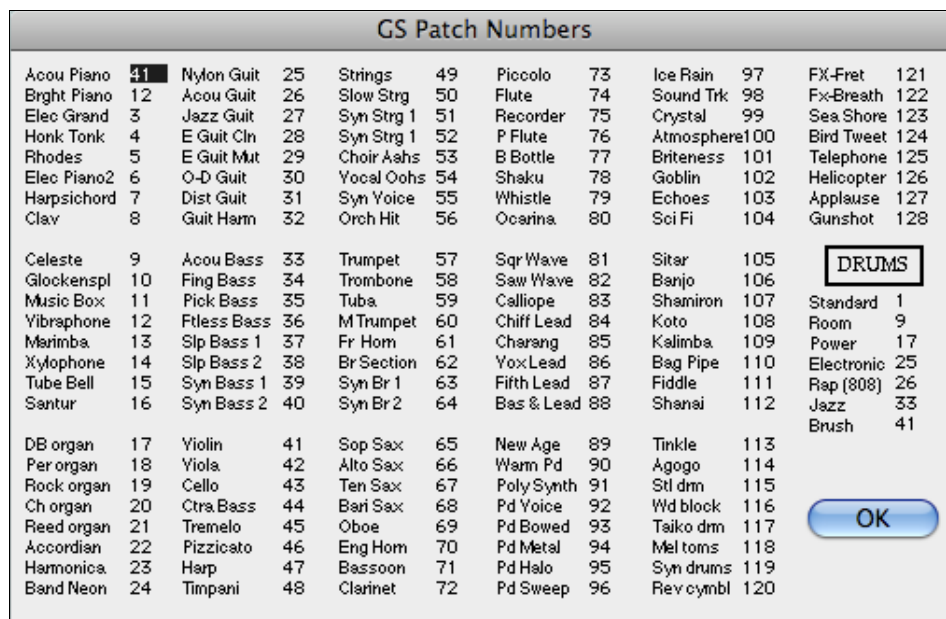 GS Patch Numbers
Acou Piano 41
Brght Piano 12
Elec Grand 3
Honk Tonk 4
Rhodes 5
Elec Piano2 6
Harpsichord 7
Clav 8
Celeste 9
Glockenspl 10
Music Box 11
Vibraphone 12
Marimba 13
Xylophone 14
Tube Bell 15
Santur 16
DB organ 17
Per organ 18
Rock organ 19
Ch organ 20
Reed organ 21
Accordian 22
Harmonica 23
Band Neon 24
Nylon Guit 25
Acou Guit 26
Jazz Guit 27
E Guit Cln 28
E Guit Mut 29
O-D Guit 30
Dist Guit 31
Guit Harm 32
Acou Bass 33
Fing Bass 34
Pick Bass 35
Ftless Bass 36
Slp Bass 1 37
Slp Bass 2 38
Syn Bass 1 39
Syn Bass 2 40
Violin 41
Viola 42
Cello 43
Ctra Bass 44
Tremelo 45
Pizzicato 46
Harp 47
Timpani 48
Strings 49
Slow Strg 50
Syn Strg 1 51
Syn Strg 1 52
Choir Aahs 53
Vocal Oohs 54
Syn Voice 55
Orch Hit 56
Trumpet 57
Trombone 58
Tuba 59
M Trumpet 60
Fr Horn 61
Br Section 62
Syn Br 1 63
Syn Br 2 64
Sop Sax 65
Alto Sax 66
Ten Sax 67
Bari Sax 68
Oboe 69
Eng Horn 70
Bassoon 71
Clarinet 72
Piccolo 73
Flute 74
Recorder 75
P Flute 76
B Bottle 77
Shaku 78
Whistle 79
Ocarina 80
Sqr Wave 81
Saw Wave 82
Calliope 83
Chiff Lead 84
Charang 85
Vox Lead 86
Fifth Lead 87
Bas & Lead 88
New Age 89
Warm Pd 90
Poly Synth 91
Pd Voice 92
Pd Bowed 93
Pd Metal 94
Pd Halo 95
Pd Sweep 96
Ice Rain 97
Sound Trk 98
Crystal 99
Atmosphere100
Briteness 101
Goblin 102
Echoes 103
Sci Fi 104
Sitar 105
Banjo 106
Shamiron 107
Koto 108
Kalimba 109
Bag Pipe 110
Fiddle 111
Shanai 112
Tinkle 113
Agogo 114
Stl drm 115
Wd block 116
Taiko drm 117
Mel toms 118
Syn drums 119
Rev cymbl 120
FX-Fret 121
Fx-Breath 122
Sea Shore 123
Bird Tweet 124
Telephone 125
Helicopter 126
Applause 127
Gunshot 128
DRUMS
Standard 1
Room 9
Power 17
Electronic 25
Rap (808) 26
Jazz 33
Brush 41
OK